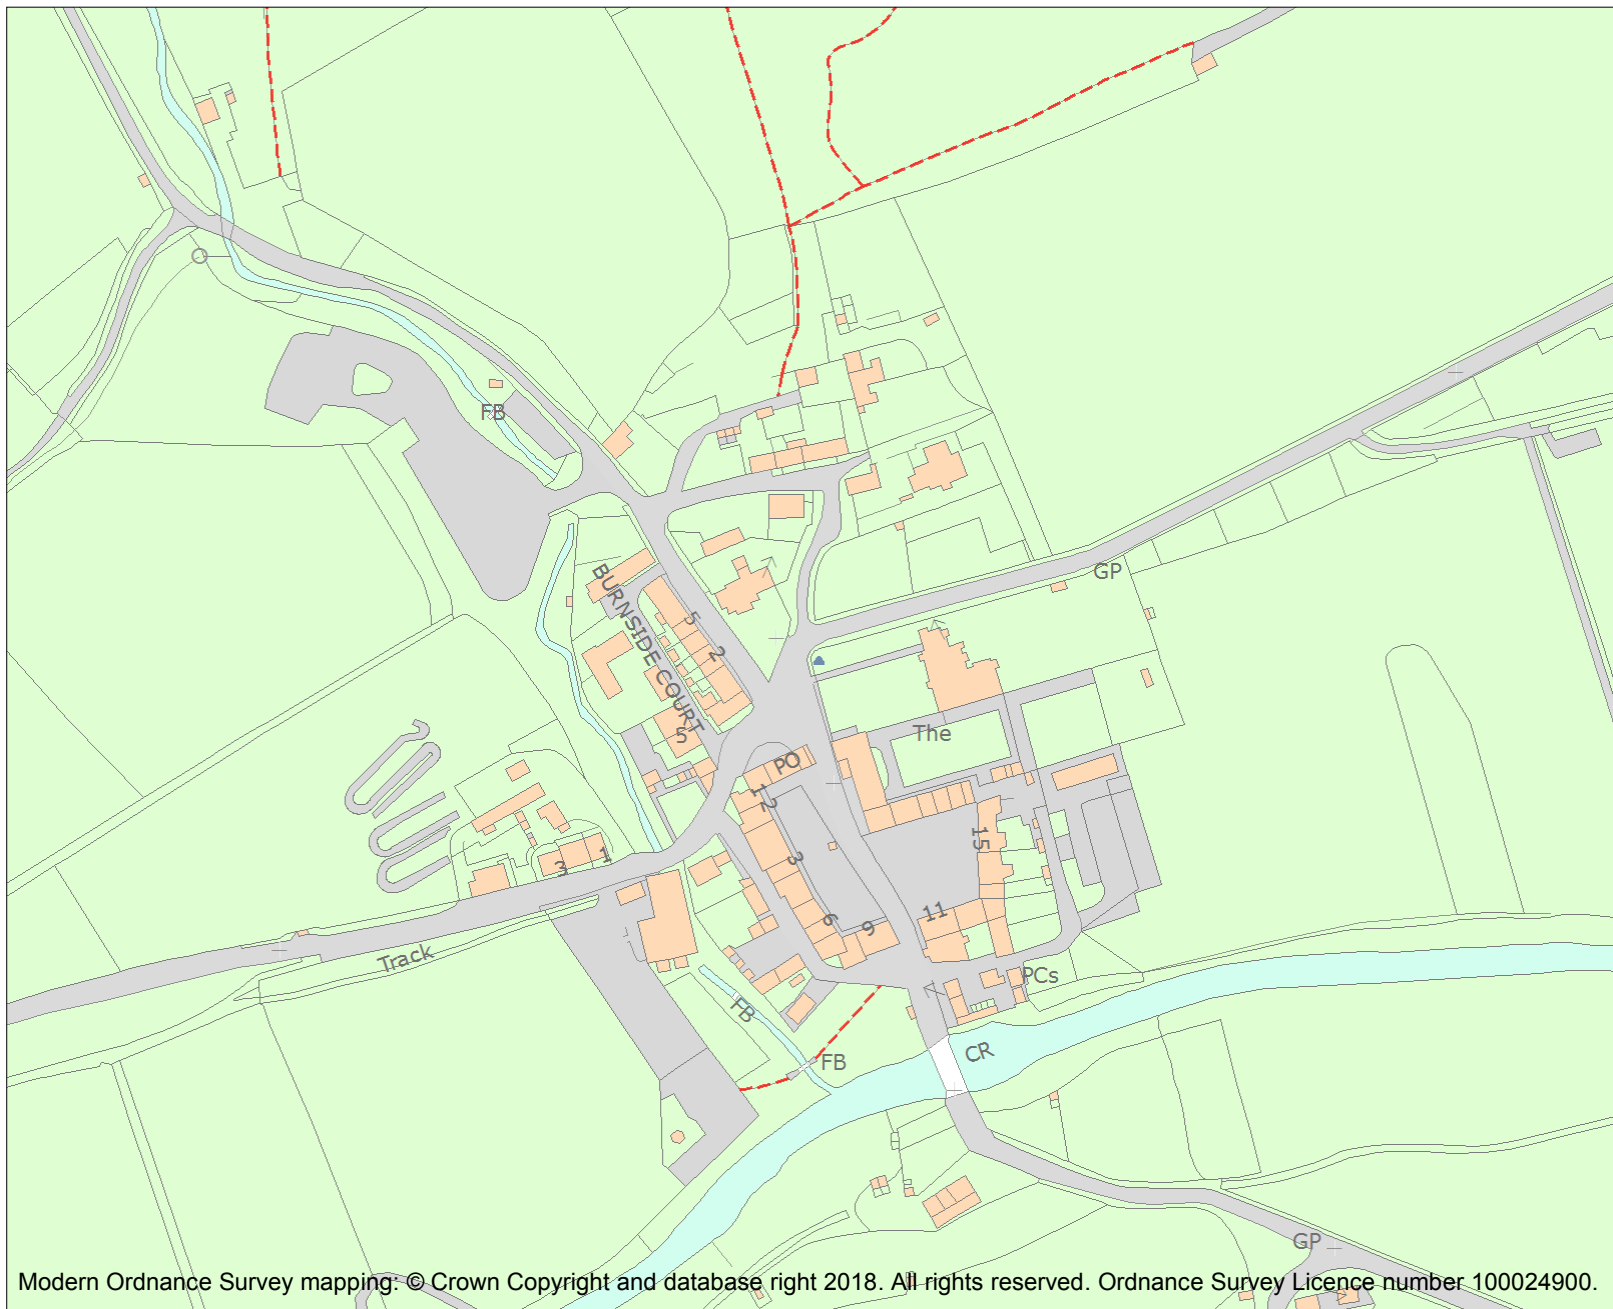 FB
GP
BURNSIDE COURT
5
2
5
The
PO
1
2
15
3
3
1
6
9
11
Track
PCs
FB
CR
FB
GP
Modern Ordnance Survey mapping: © Crown Copyright and database right 2018. All rights reserved. Ordnance Survey Licence number 100024900.